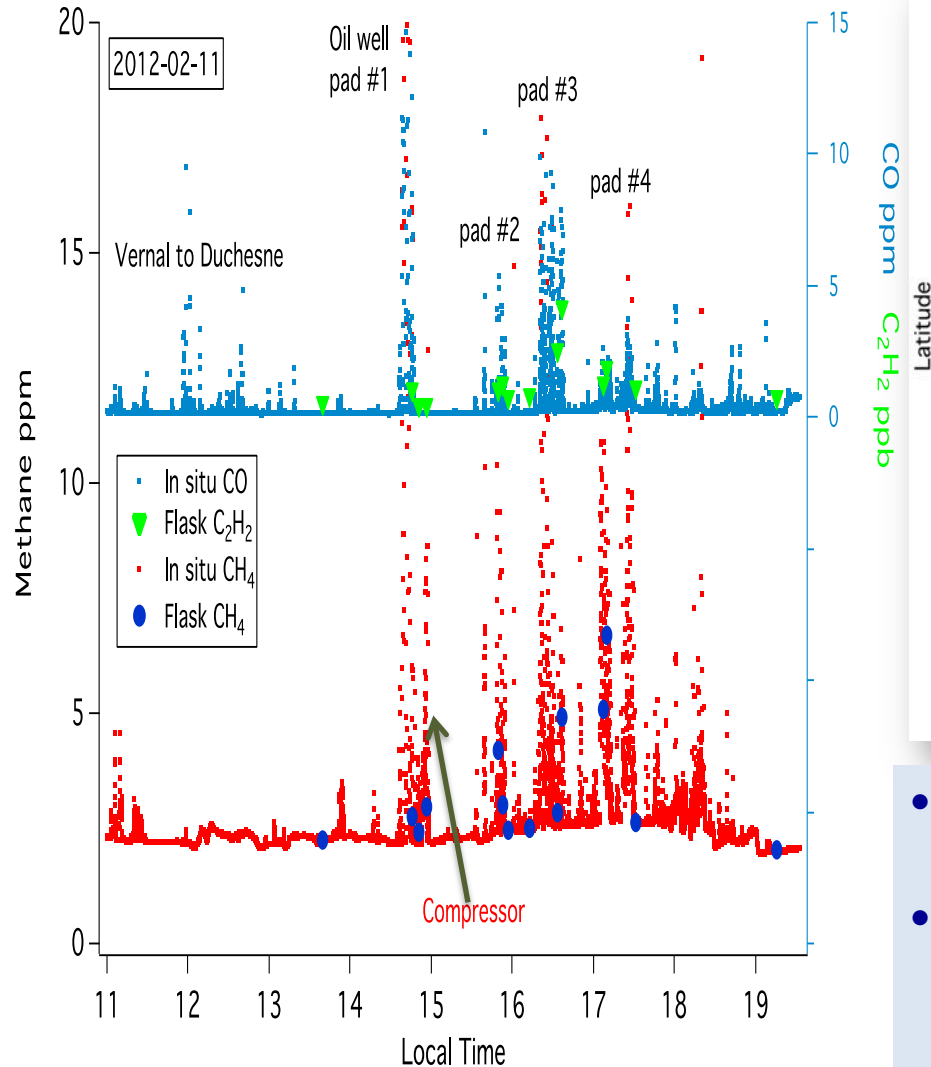 20
15
10
5
0
Methane ppm
2012-02-11
Oil well
pad #1
pad #3
pad #4
pad #2
Vernal to Duchesne
In situ CO
Flask C₂H₂
In situ CH₄
Flask CH₄
Compressor
11 12 13 14 15 16 17 18 19
Local Time
15
10
5
0
CO ppm C₂H₂ ppb
Latitude